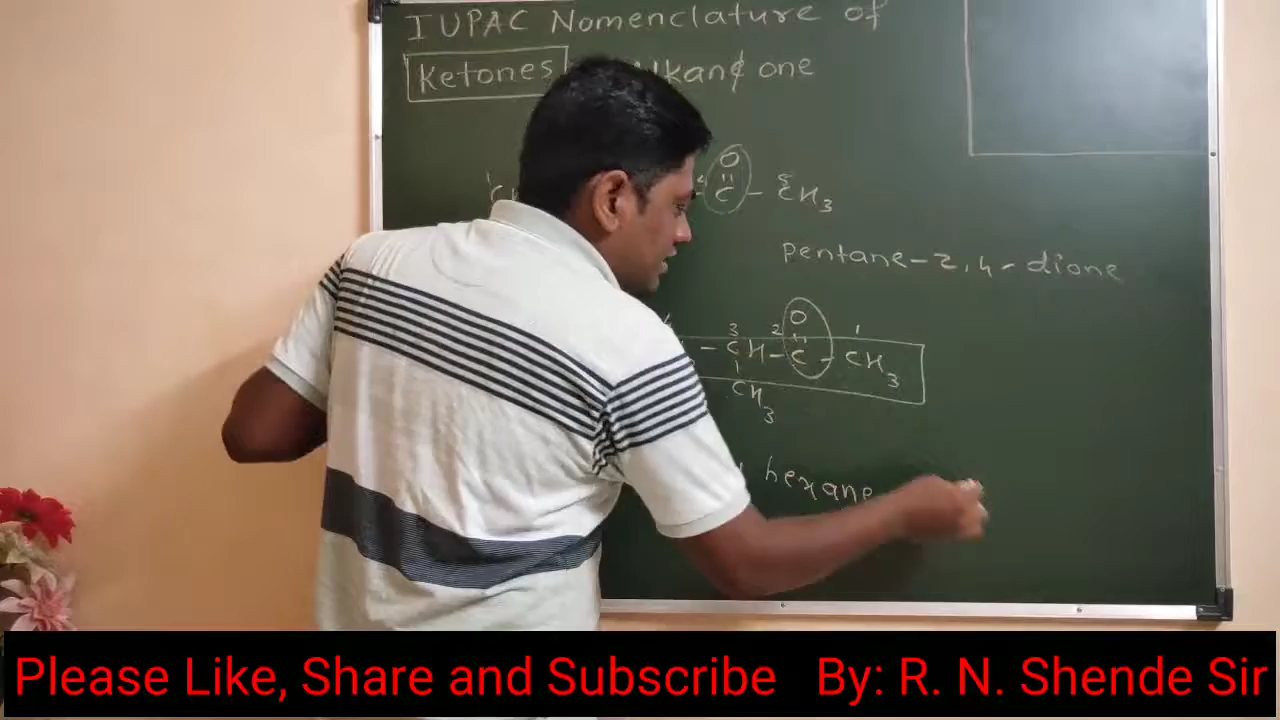 IUPAC Nomenclature of
Ketones
one
O
C - CH3
pentane-2,4-dione
O
3 2 1
- CH - C - CH3
CH3
hexane
Please Like, Share and Subscribe By: R. N. Shende Sir